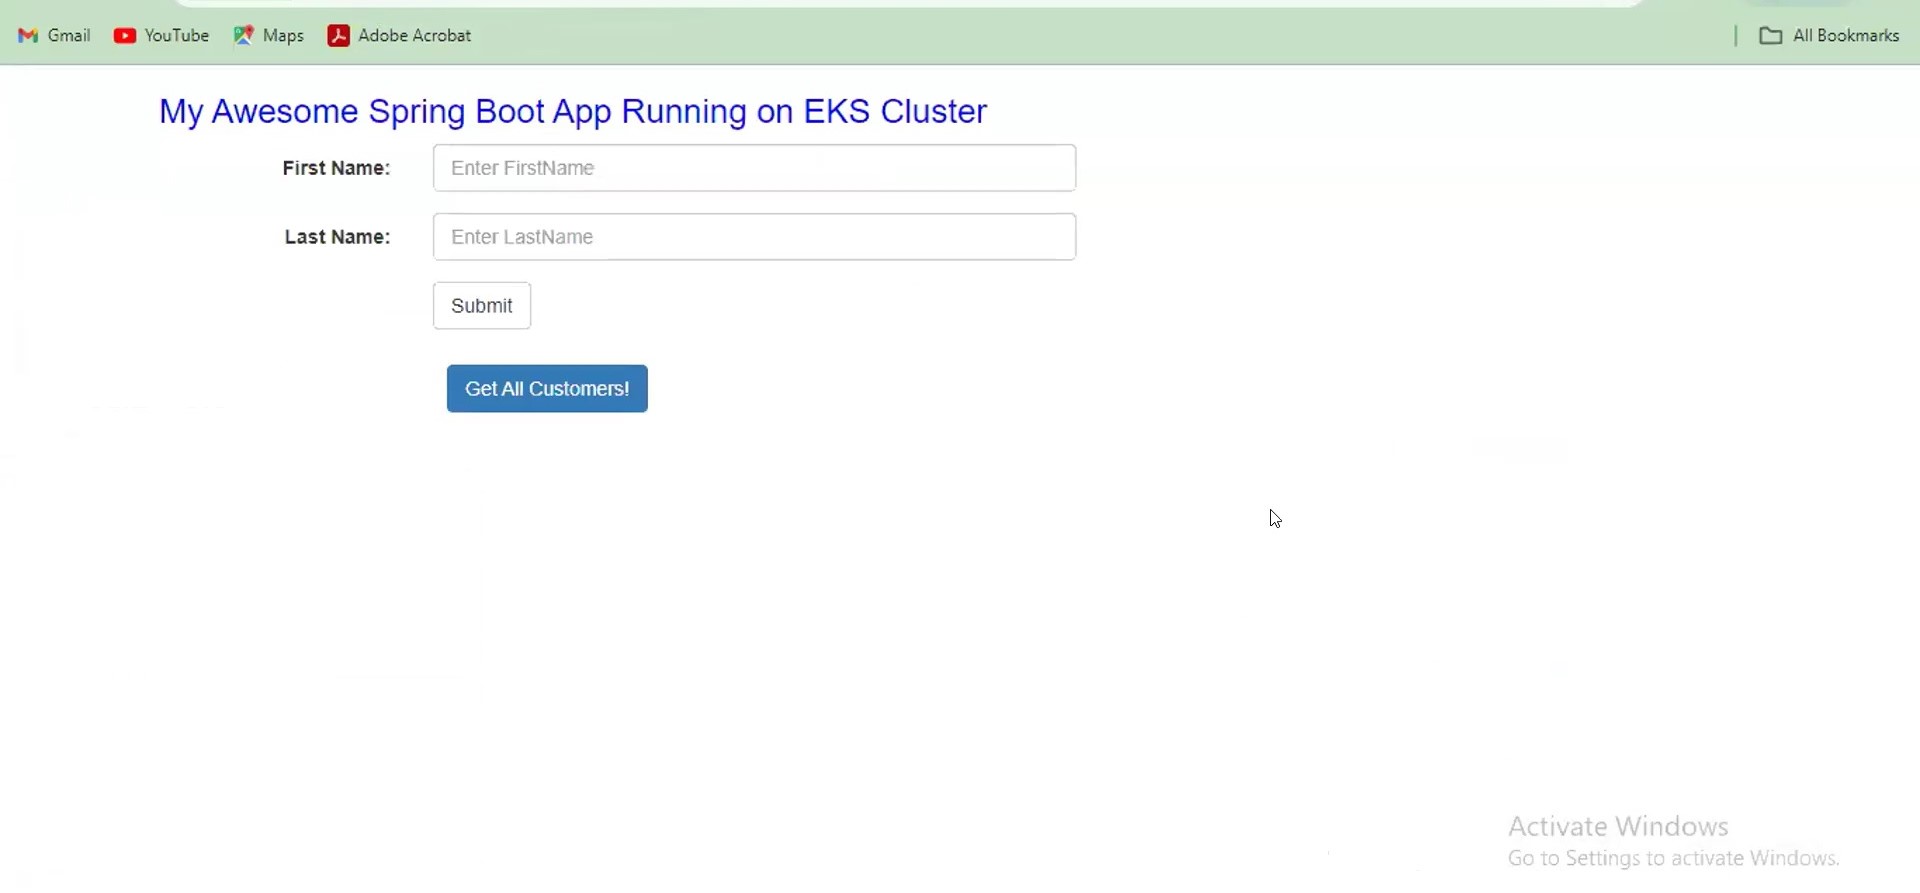 Gmail YouTube Maps Adobe Acrobat All Bookmarks
My Awesome Spring Boot App Running on EKS Cluster
First Name: Enter FirstName
Last Name: Enter LastName
Submit
Get All Customers!
Activate Windows
Go to Settings to activate Windows.